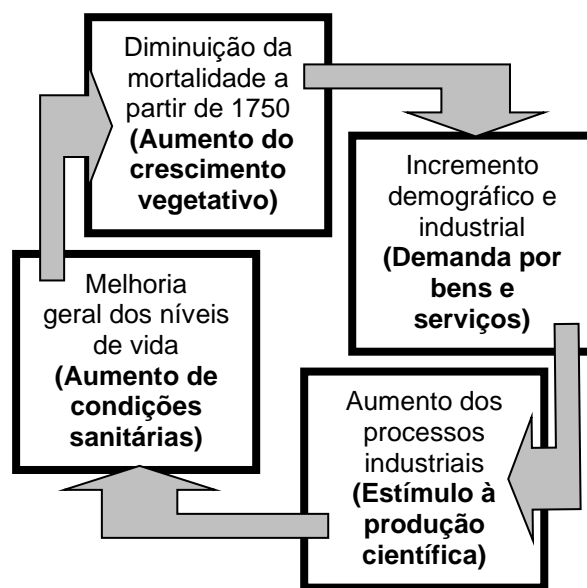 Diminuição da
mortalidade a
partir de 1750
(Aumento do
crescimento
vegetativo)
Incremento
demográfico e
industrial
(Demanda por
bens e
serviços)
Aumento dos
processos
industriais
(Estímulo à
produção
científica)
Melhoria
geral dos níveis
de vida
(Aumento de
condições
sanitárias)